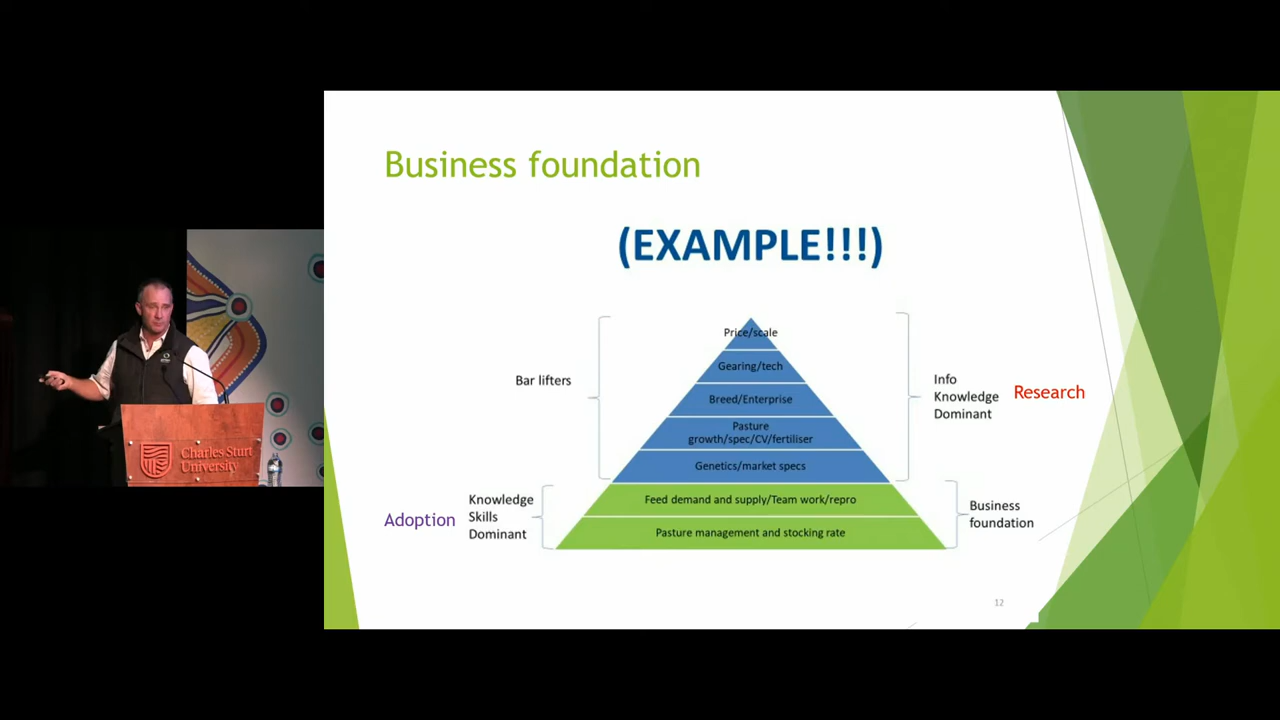 Business foundation
(EXAMPLE!!!)
Price/scale
Gearing/tech
Breed/Enterprise
Pasture
growth/spec/CV/fertiliser
Genetics/market specs
Feed demand and supply/Team work/repro
Pasture management and stocking rate
Bar lifters
Info
Knowledge
Dominant
Research
Adoption
Knowledge
Skills
Dominant
Business
foundation
12
Charles Sturt
University